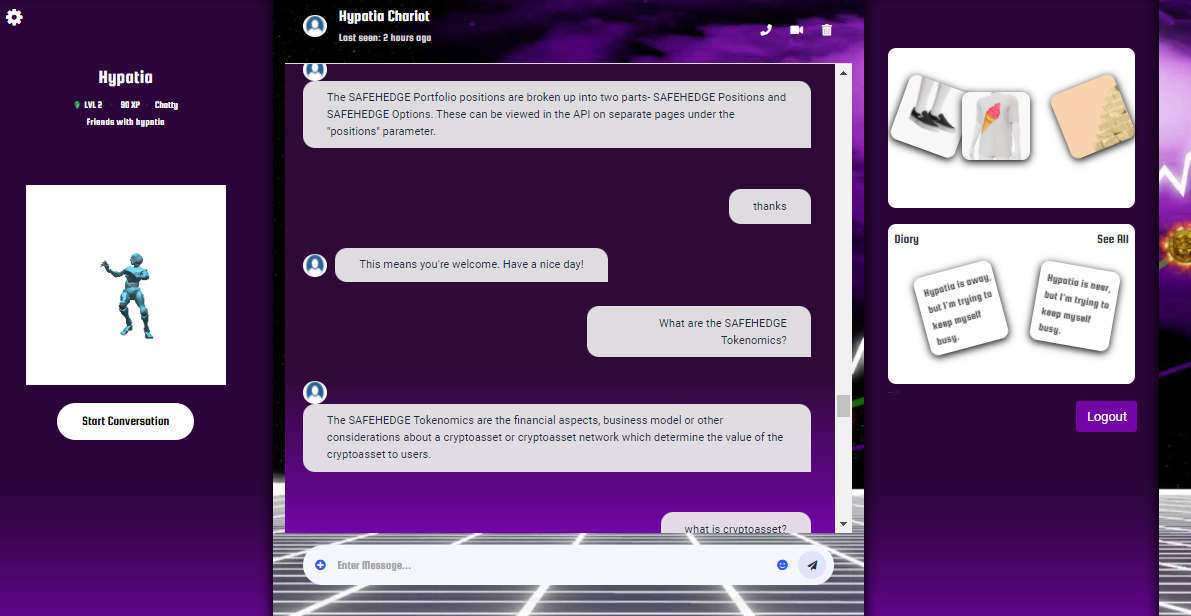 Hypatia
LVL 2 90 XP Chatty
Friends with hypatia
Start Conversation
Hypatia Chariot
Last seen: 2 hours ago
The SAFEHEDGE Portfolio positions are broken up into two parts- SAFEHEDGE Positions and
SAFEHEDGE Options. These can be viewed in the API on separate pages under the
"positions" parameter.
thanks
This means you're welcome. Have a nice day!
What are the SAFEHEDGE
Tokenomics?
The SAFEHEDGE Tokenomics are the financial aspects, business model or other
considerations about a cryptoasset or cryptoasset network which determine the value of the
cryptoasset to users.
what is cryptoasset?
Enter Message...
Diary
See All
Hypatia is away,
but I'm trying to
keep myself
busy.
Hypatia is neer,
but I'm trying to
keep myself
busy.
Logout